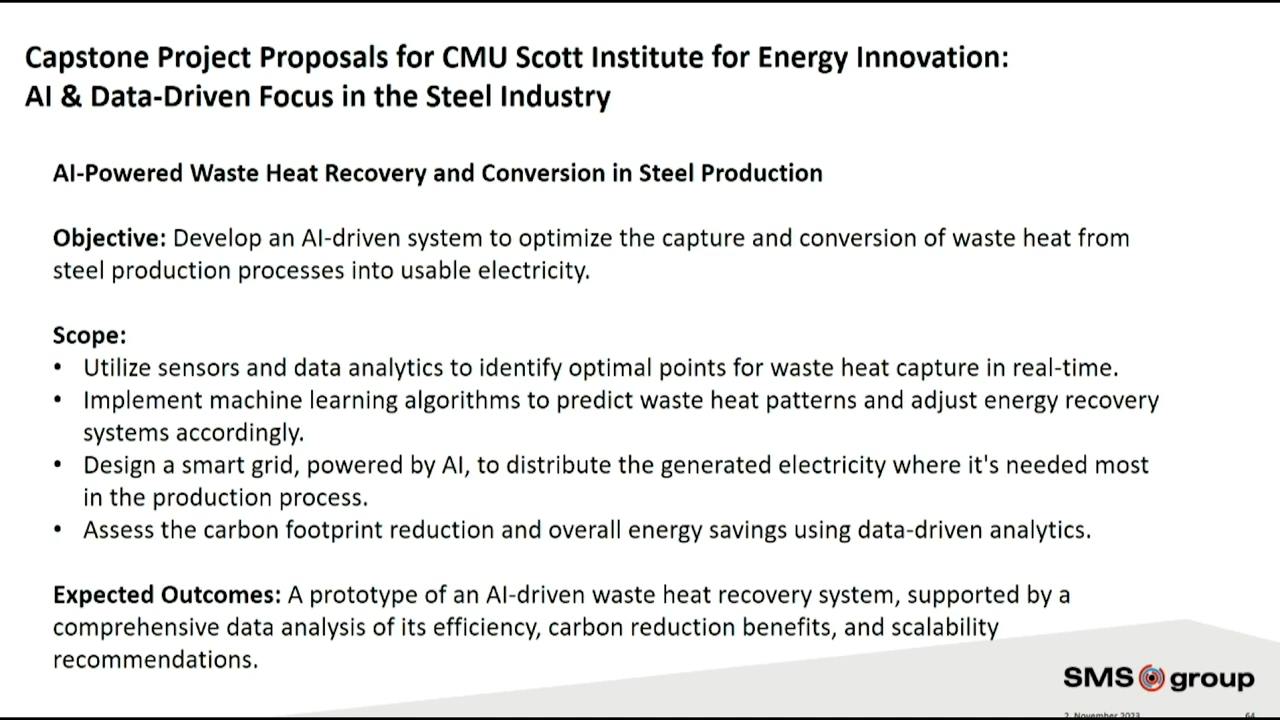 Capstone Project Proposals for CMU Scott Institute for Energy Innovation:
AI & Data-Driven Focus in the Steel Industry
AI-Powered Waste Heat Recovery and Conversion in Steel Production
Objective: Develop an AI-driven system to optimize the capture and conversion of waste heat from
steel production processes into usable electricity.
Scope:
• Utilize sensors and data analytics to identify optimal points for waste heat capture in real-time.
• Implement machine learning algorithms to predict waste heat patterns and adjust energy recovery
systems accordingly.
• Design a smart grid, powered by AI, to distribute the generated electricity where it's needed most
in the production process.
• Assess the carbon footprint reduction and overall energy savings using data-driven analytics.
Expected Outcomes: A prototype of an AI-driven waste heat recovery system, supported by a
comprehensive data analysis of its efficiency, carbon reduction benefits, and scalability
recommendations.
SMS group
2. November 2023 64